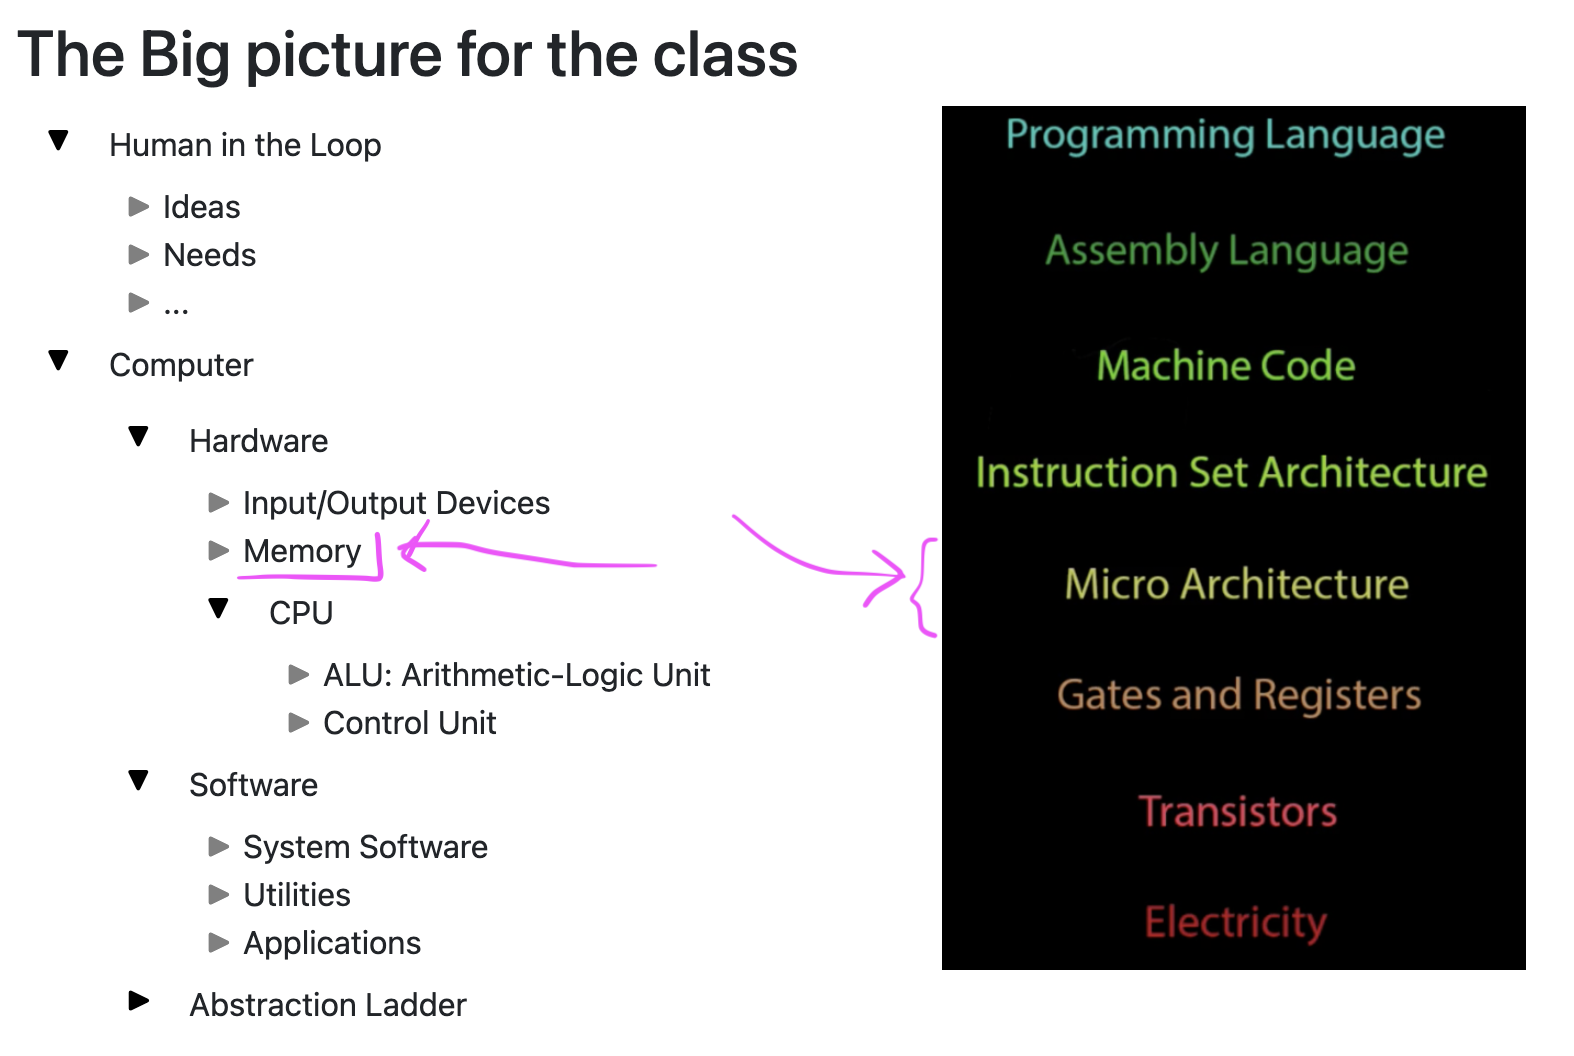 The Big picture for the class
Human in the Loop
Ideas
Needs
...
Computer
Hardware
Input/Output Devices
Memory
CPU
ALU: Arithmetic-Logic Unit
Control Unit
Software
System Software
Utilities
Applications
Abstraction Ladder
Programming Language
Assembly Language
Machine Code
Instruction Set Architecture
Micro Architecture
Gates and Registers
Transistors
Electricity